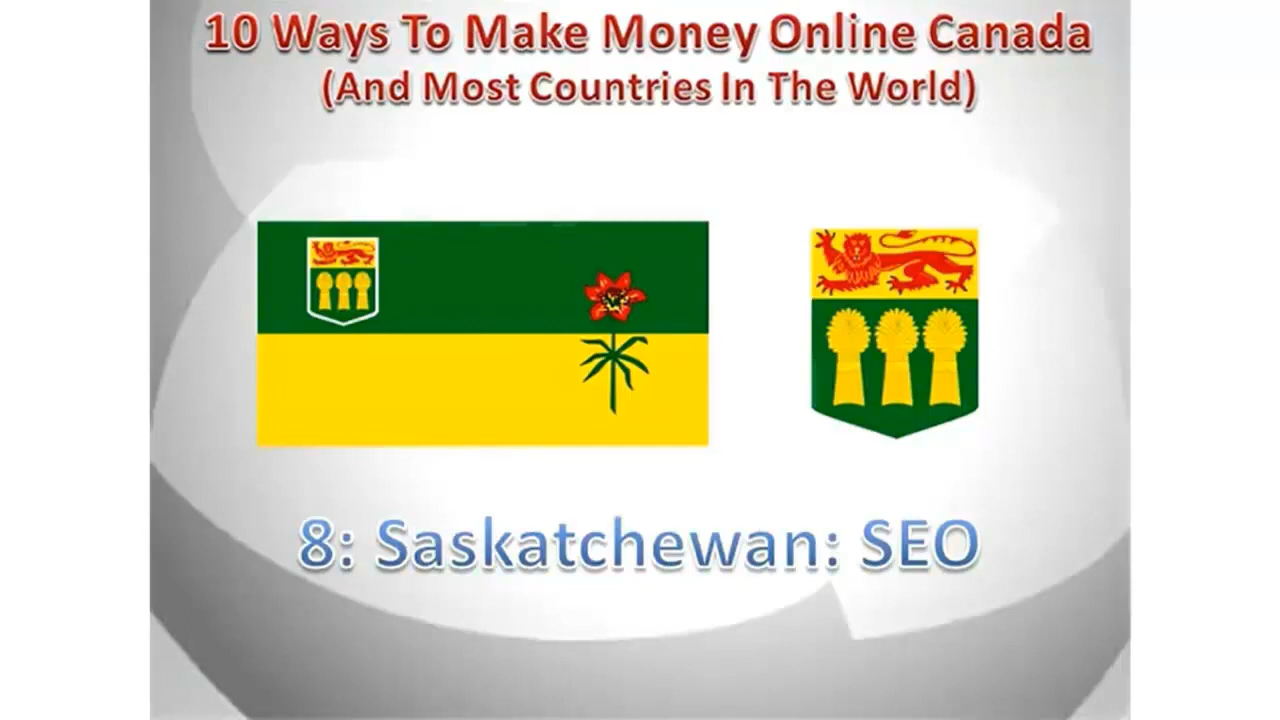 10 Ways To Make Money Online Canada
(And Most Countries In The World)
8: Saskatchewan: SEO